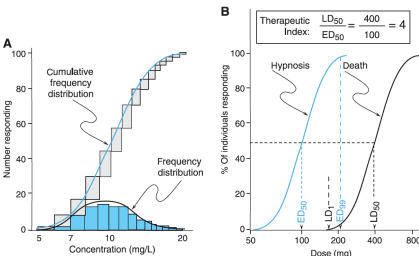 A
Number responding
100
80
60
40
20
0
Cumulative
frequency
distribution
Frequency
distribution
5 7 10 20
Concentration (mg/L)
B
Therapeutic
Index:
LD50 / ED50 = 400 / 100 = 4
% Of individuals responding
100
80
60
40
20
0
Hypnosis
Death
ED50
LD1
ED99
LD50
50 100 200 400 800
Dose (mg)